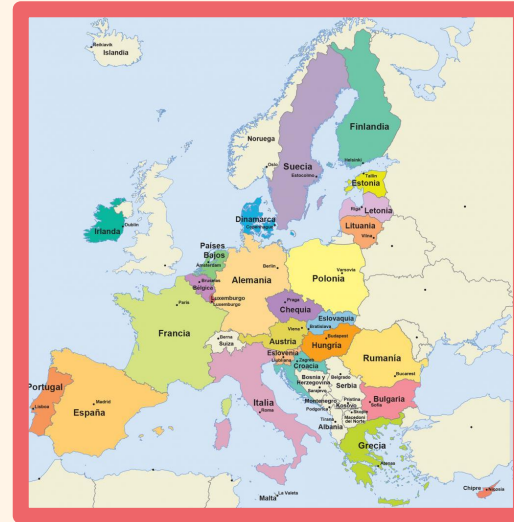 Reikiavik
Islandia
Finlandia
Noruega
Suecia
Oslo
Helsinki
Estocolmo
Tallin
Estonia
Riga
Letonia
Lituania
Vilna
Dinamarca
Copenhague
Dublín
Irlanda
Países
Bajos
Amsterdam
Berlín
Varsovia
Alemania
Polonia
Bruselas
Bélgica
Luxemburgo
Luxemburgo
Praga
Chequia
París
Francia
Eslovaquia
Viena
Bratislava
Austria
Budapest
Hungría
Berna
Suiza
Eslovenia
Liubliana
Zagreb
Croacia
Rumanía
Bucarest
Bosnia y
Herzegovina
Belgrado
Sarajevo
Serbia
Montenegro
Podgorica
Pristina
Kosovo
Sofia
Bulgaria
Skopie
Macedonia
del Norte
Tirana
Albania
Italia
Roma
Portugal
Lisboa
Madrid
España
Grecia
Atenas
Malta
La Valeta
Chipre
Nicosia